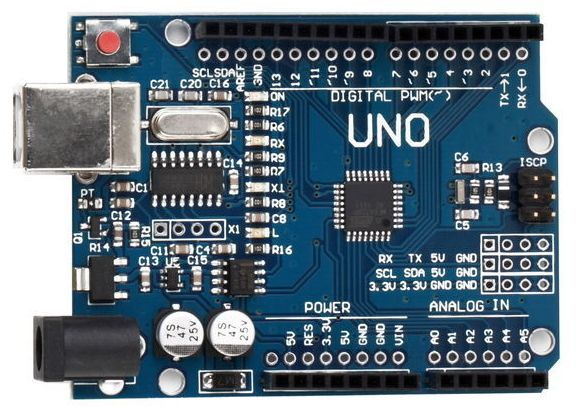 SCLSDA
AREF
GND
13
12
~11
~10
~9
8
7
~6
~5
4
~3
2
TX→1
RX←0
DIGITAL PWM(~)
UNO
C21 C20 C16
ON
R17
R6
RX
R9
R7
X1
R8
C8
L
R16
C14
C1
PT
C12
Q1
R14
R15
C11
C4
X1
C13
C15
C6
R13
C5
ISCP
RX TX 5V GND
SCL SDA 5V GND
3.3V 3.3V GND GND
7S
47
25V
7S
47
25V
POWER
5V
RES
3.3V
5V
GND
GND
VIN
ANALOG IN
A0
A1
A2
A3
A4
A5